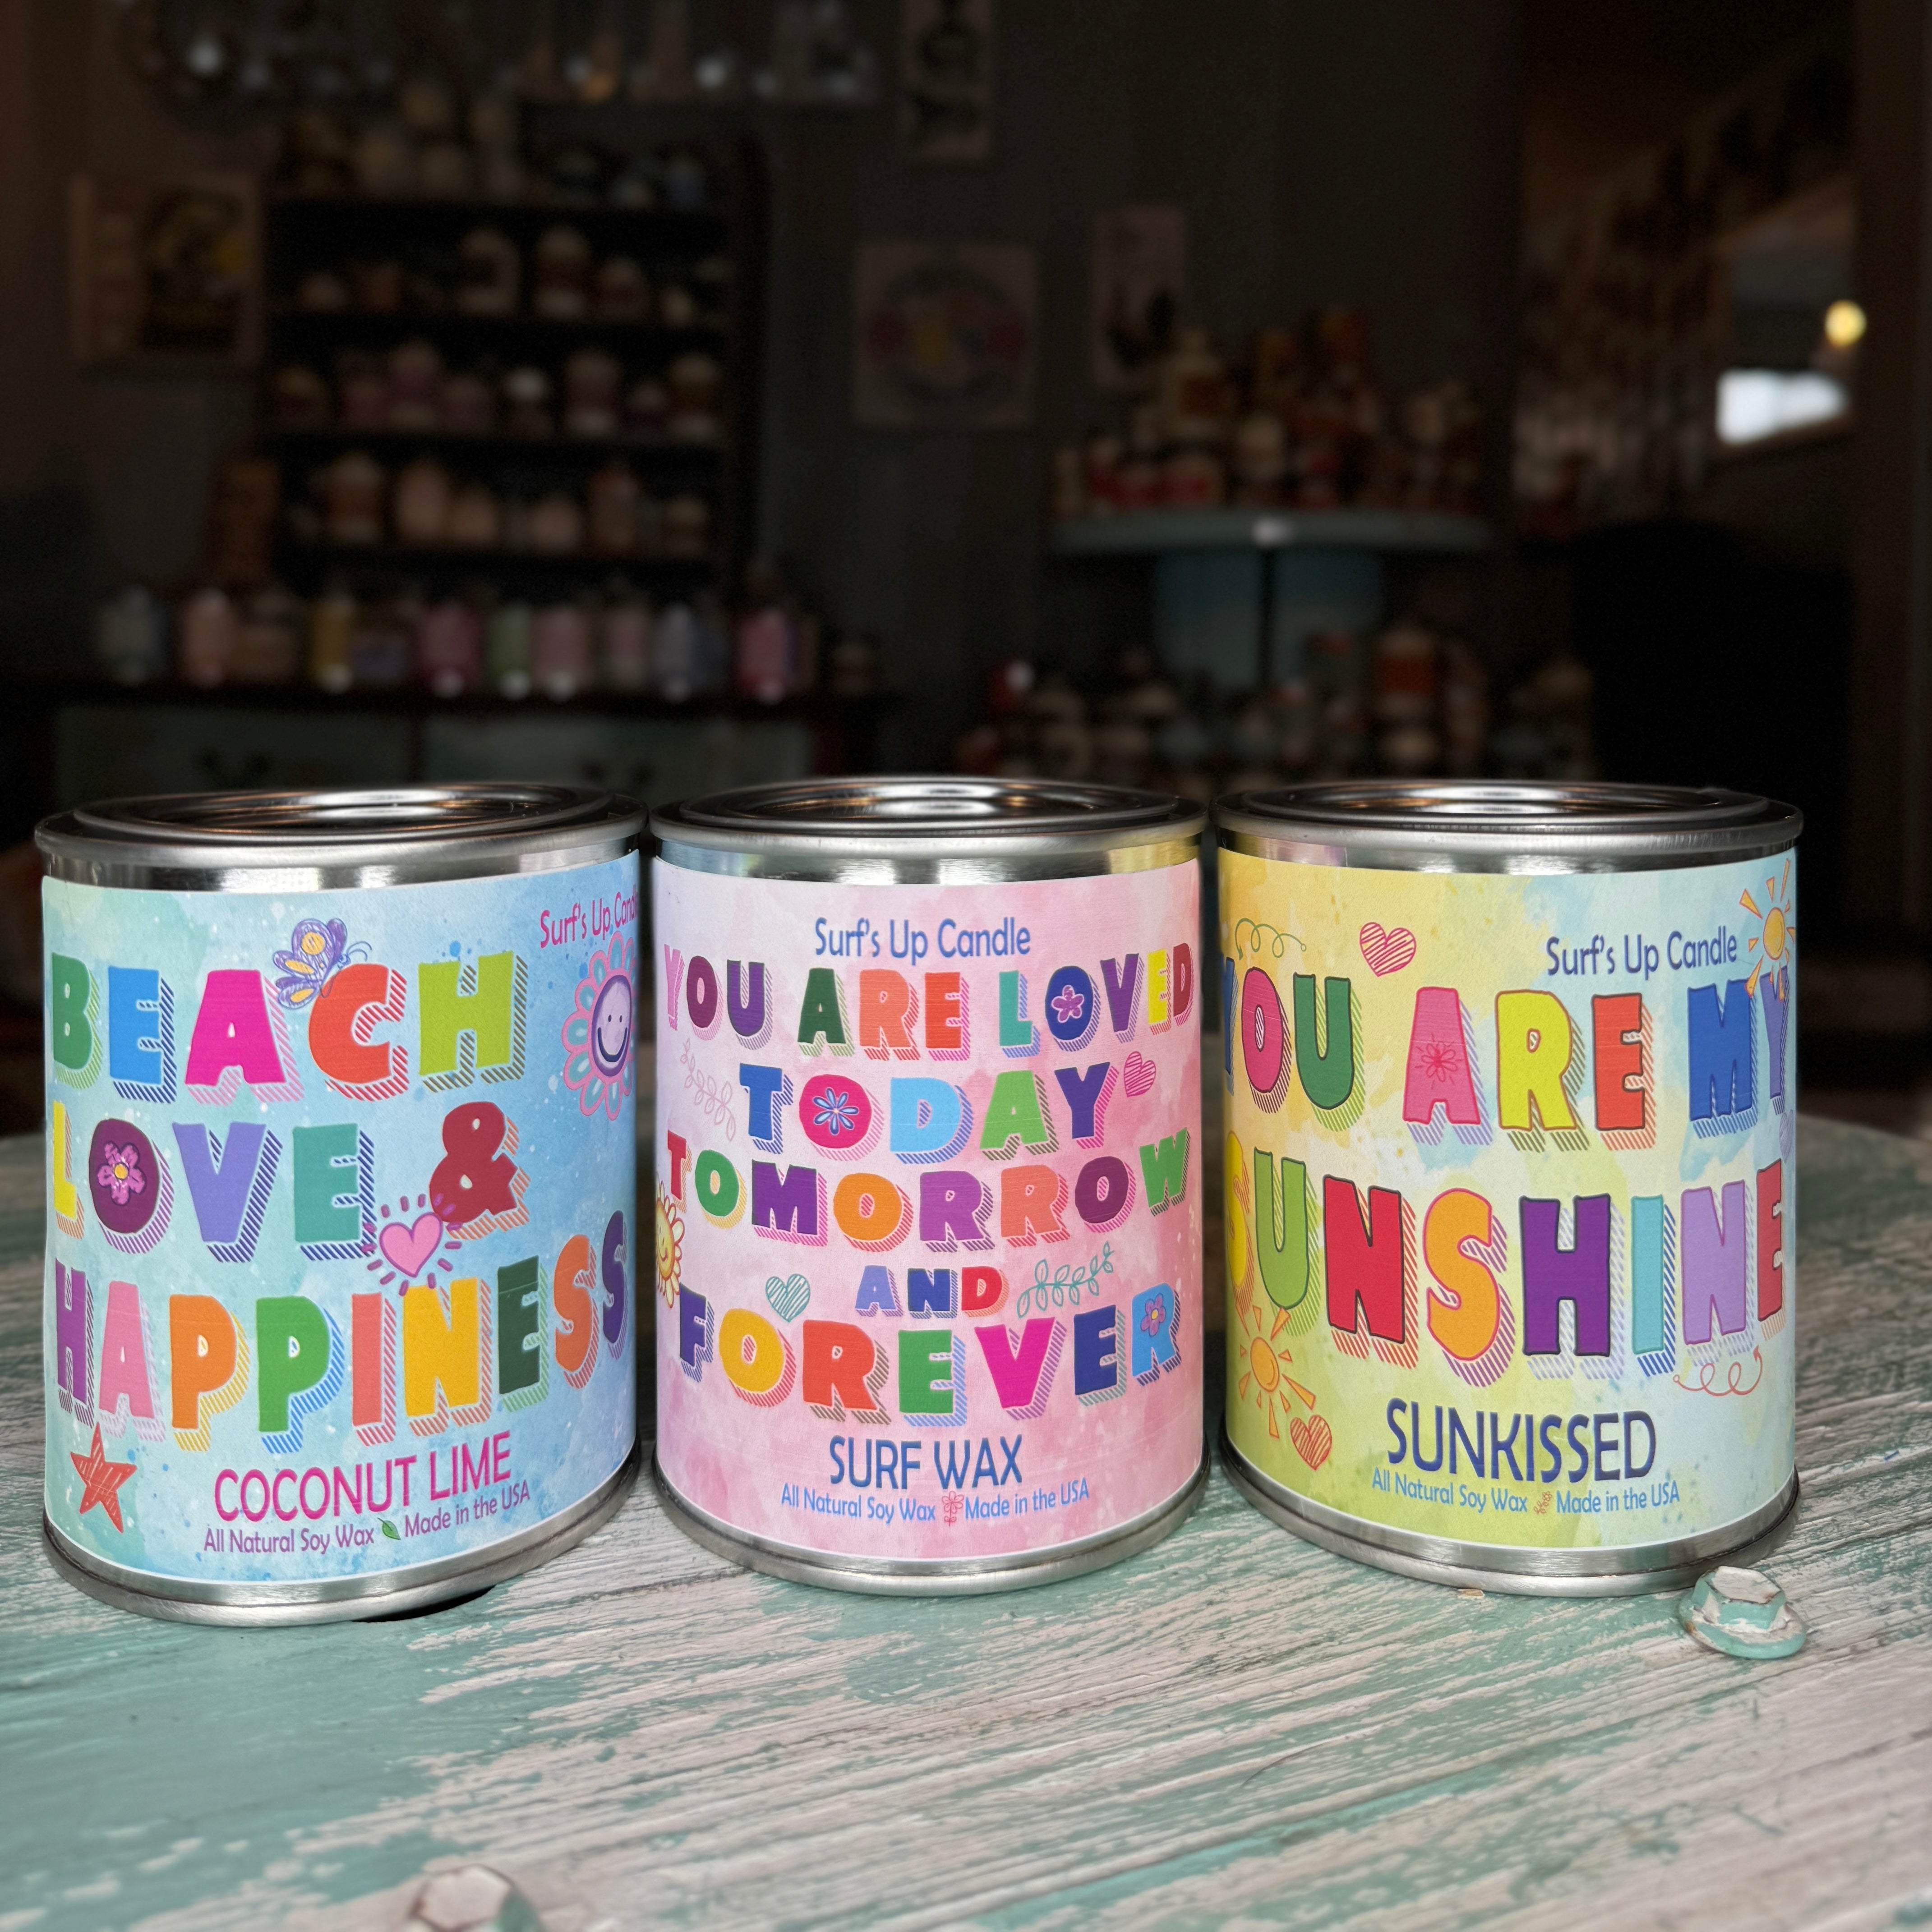 Surf's Up Candle
BEACH
LOVE &
HAPPINESS
COCONUT LIME
All Natural Soy Wax Made in the USA
Surf's Up Candle
YOU ARE LOVED
TODAY
TOMORROW
AND
FOREVER
SURF WAX
All Natural Soy Wax Made in the USA
Surf's Up Candle
YOU ARE MY
SUNSHINE
SUNKISSED
All Natural Soy Wax Made in the USA